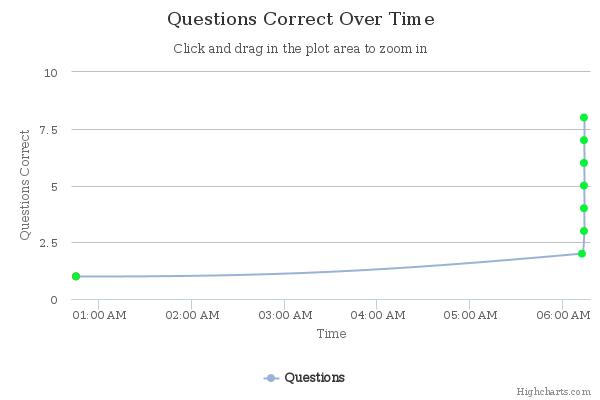 Questions Correct Over Time
Click and drag in the plot area to zoom in
Questions Correct
10
7.5
5
2.5
0
01:00 AM 02:00 AM 03:00 AM 04:00 AM 05:00 AM 06:00 AM
Time
Questions
Highcharts.com